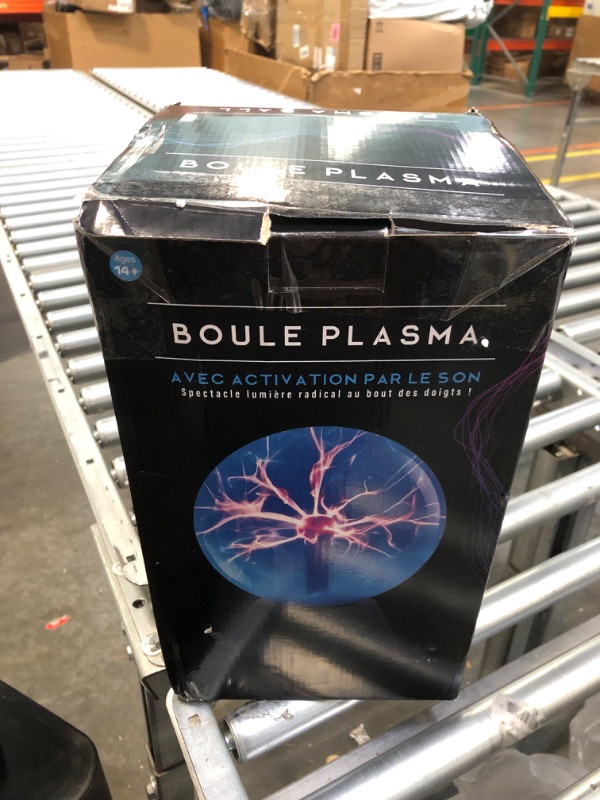 BOULE PLASMA
Ages
14+
BOULE PLASMA
AVEC ACTIVATION PAR LE SON
Spectacle lumière radical au bout des doigts !